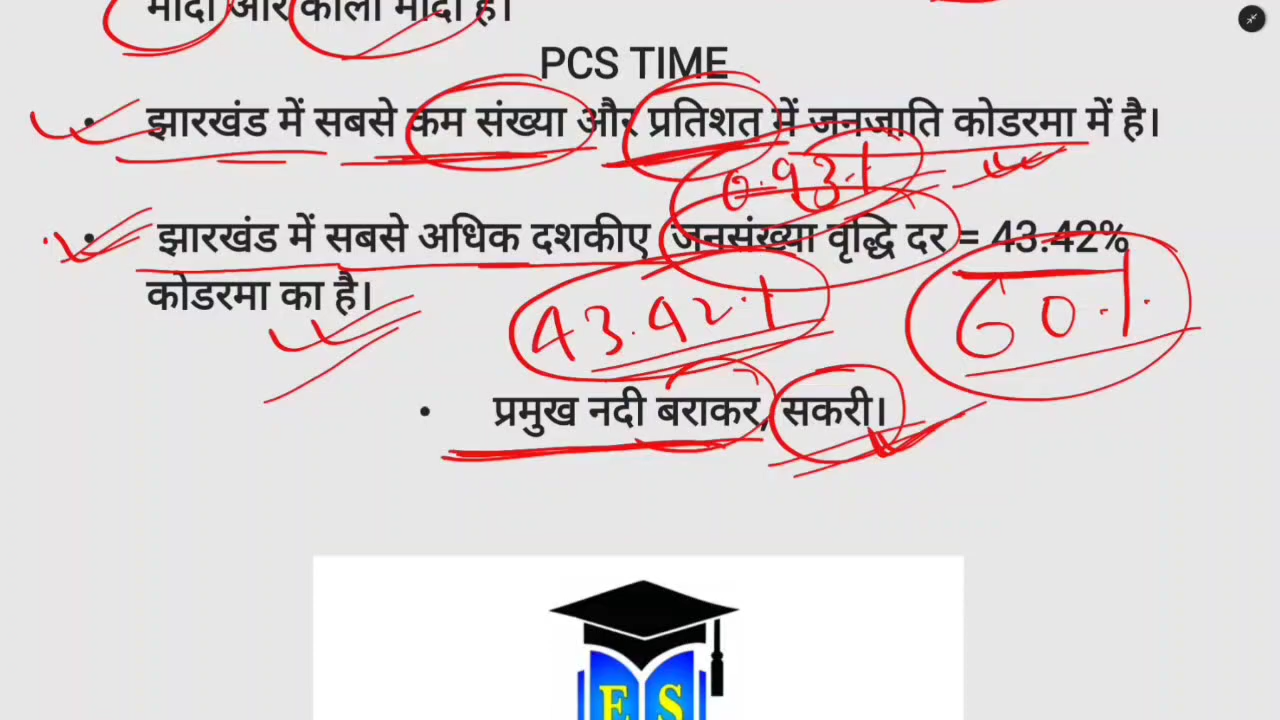 मांदी और काली मांदी है।
PCS TIME
• झारखंड में सबसे कम संख्या और प्रतिशत में जनजाति कोडरमा में है।
0.93%
• झारखंड में सबसे अधिक दशकीए जनसंख्या वृद्धि दर = 43.42%
कोडरमा का है।
43.42%
60%
• प्रमुख नदी बराकर, सकरी।
E S